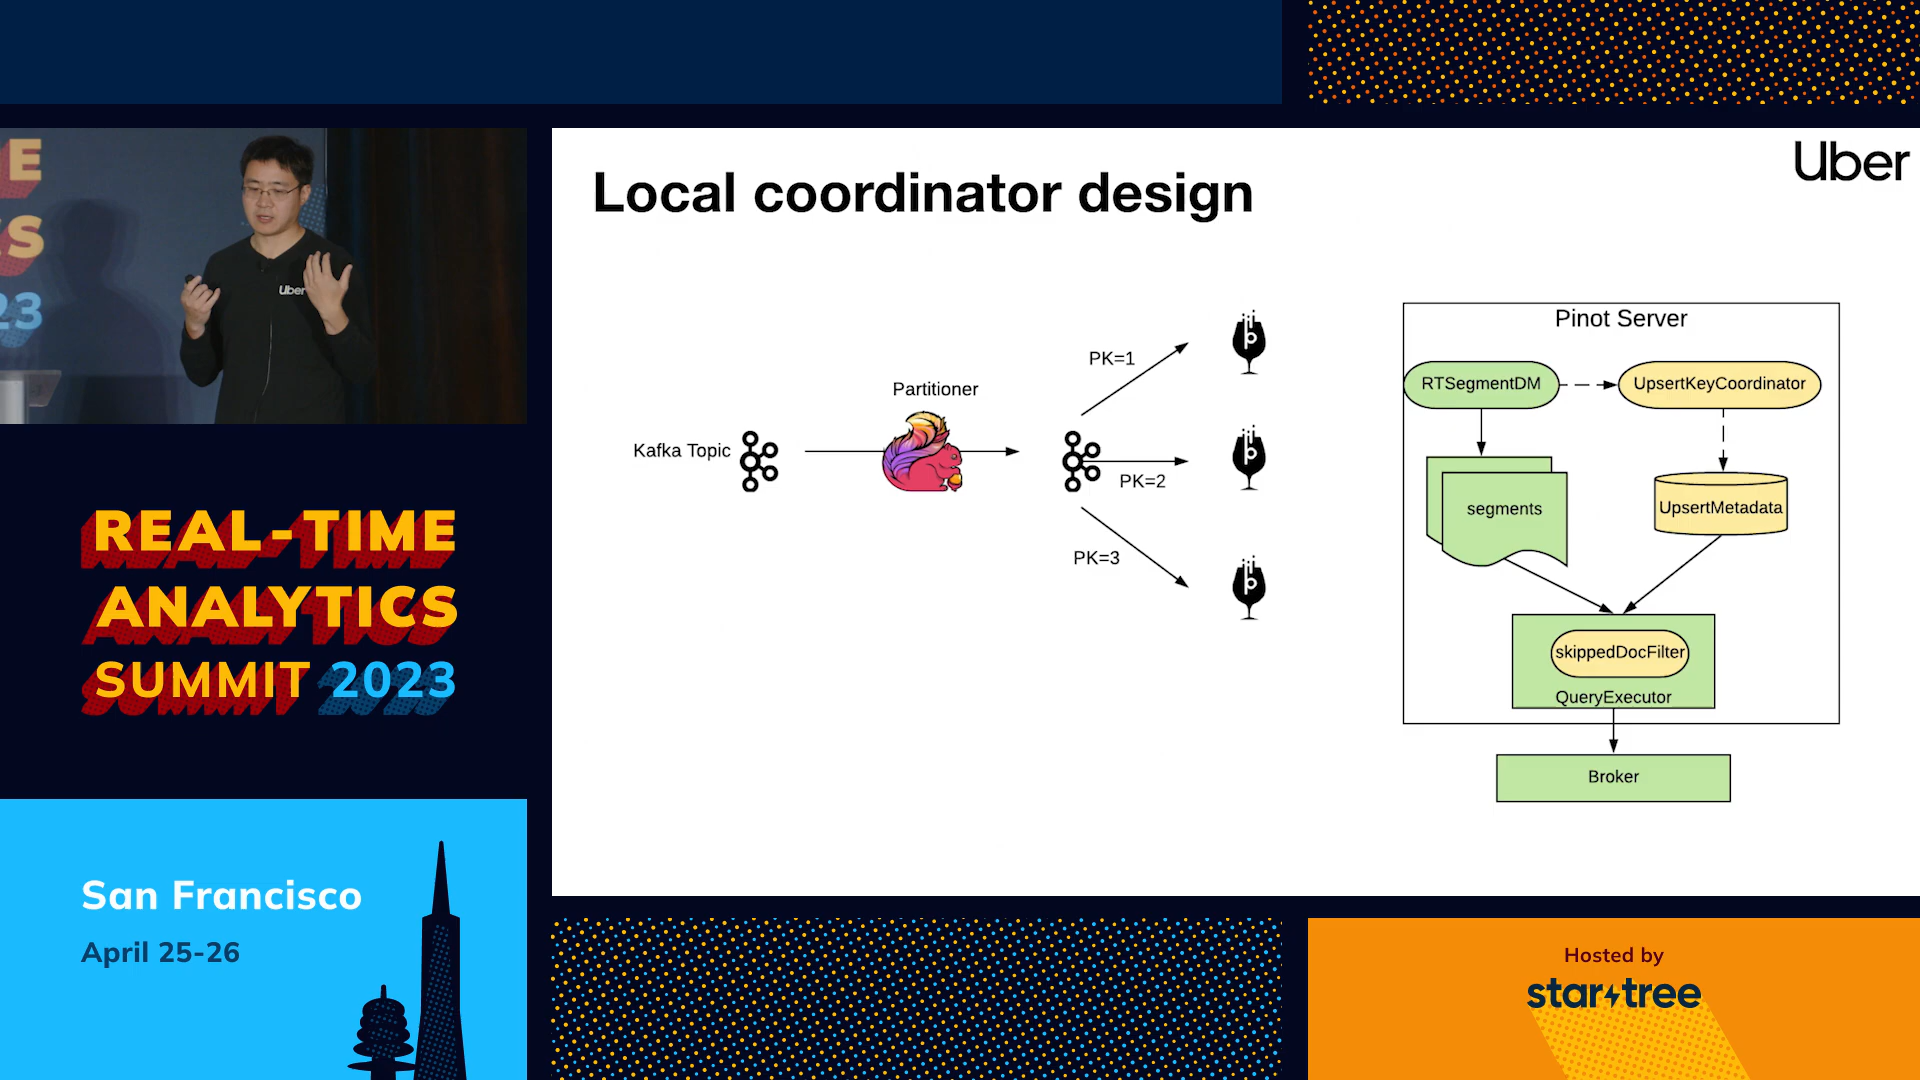 E
S
23
Uber
REAL-TIME
ANALYTICS
SUMMIT 2023
San Francisco
April 25-26
Local coordinator design
Uber
Kafka Topic
Partitioner
PK=1
PK=2
PK=3
Pinot Server
RTSegmentDM
UpsertKeyCoordinator
segments
UpsertMetadata
skippedDocFilter
QueryExecutor
Broker
Hosted by
startree